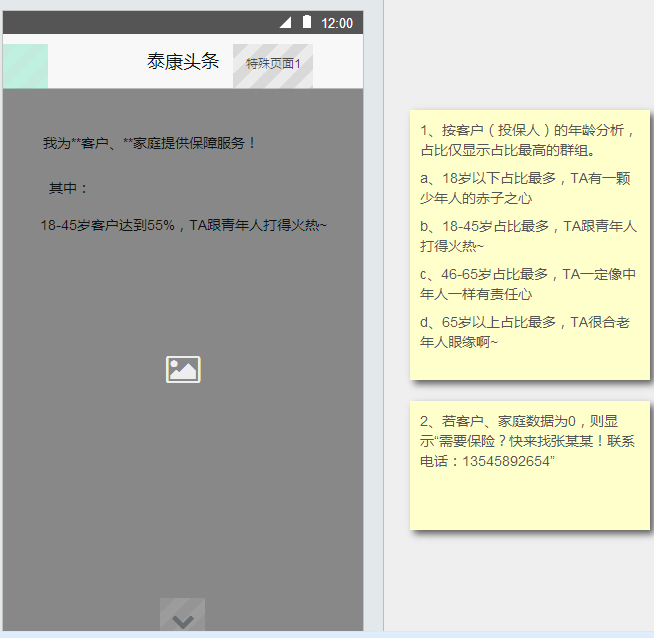 12:00
泰康头条
特殊页面1
我为**客户、**家庭提供保障服务！
其中：
18-45岁客户达到55%，TA跟青年人打得火热~
1、按客户（投保人）的年龄分析，
占比仅显示占比最高的群组。
a、18岁以下占比最多，TA有一颗
少年人的赤子之心
b、18-45岁占比最多，TA跟青年人
打得火热~
c、46-65岁占比最多，TA一定像中
年人一样有责任心
d、65岁以上占比最多，TA很合老
年人眼缘啊~
2、若客户、家庭数据为0，则显
示“需要保险？快来找张某某！联系
电话：13545892654”